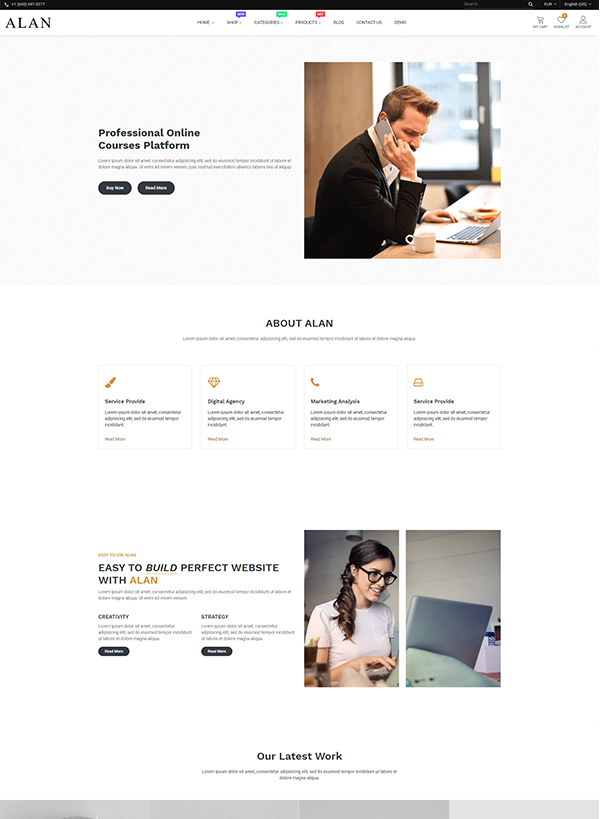 +1 (650) 691-3077
Search...
EUR
English (US)
ALAN
HOME
SHOP
NEW
CATEGORIES
SALE
PRODUCTS
HOT
BLOG
CONTACT US
DEMO
MY CART
WISHLIST
0
ACCOUNT
Professional Online
Courses Platform
Lorem ipsum dolor sit amet, consectetur adipisicing elit, sed do eiusmod tempor incididunt ut labore et
dolore magna aliqua. Ut enim ad minim veniam, quis nostrud exercitation ullamco laboris nisi ut aliquip
Buy Now
Read More
ABOUT ALAN
Lorem ipsum dolor sit amet, consectetur adipisicing elit, sed do eiusmod tempor incididunt ut labore et dolore magna aliqua.
Service Provide
Lorem ipsum dolor sit amet, consectetur
adipisicing elit, sed do eiusmod tempor
incididunt.
Read More
Digital Agency
Lorem ipsum dolor sit amet, consectetur
adipisicing elit, sed do eiusmod tempor
incididunt.
Read More
Marketing Analysis
Lorem ipsum dolor sit amet, consectetur
adipisicing elit, sed do eiusmod tempor
incididunt.
Read More
Service Provide
Lorem ipsum dolor sit amet, consectetur
adipisicing elit, sed do eiusmod tempor
incididunt.
Read More
EASY TO USE ALAN
EASY TO BUILD PERFECT WEBSITE
WITH ALAN
Lorem ipsum dolor sit amet, consectetur adipisicing elit, sed do eiusmod tempor incididunt ut labore et
dolore magna aliqua. Ut enim ad minim veniam
CREATIVITY
Lorem ipsum dolor sit amet, consectetur
adipisicing elit, sed do eiusmod tempor incididunt
ut labore et dolore magna aliqua.
Read More
STRATEGY
Lorem ipsum dolor sit amet, consectetur
adipisicing elit, sed do eiusmod tempor incididunt
ut labore et dolore magna aliqua.
Read More
Our Latest Work
Lorem ipsum dolor sit amet, consectetur adipisicing elit, sed do eiusmod tempor incididunt ut labore et dolore
magna aliqua.